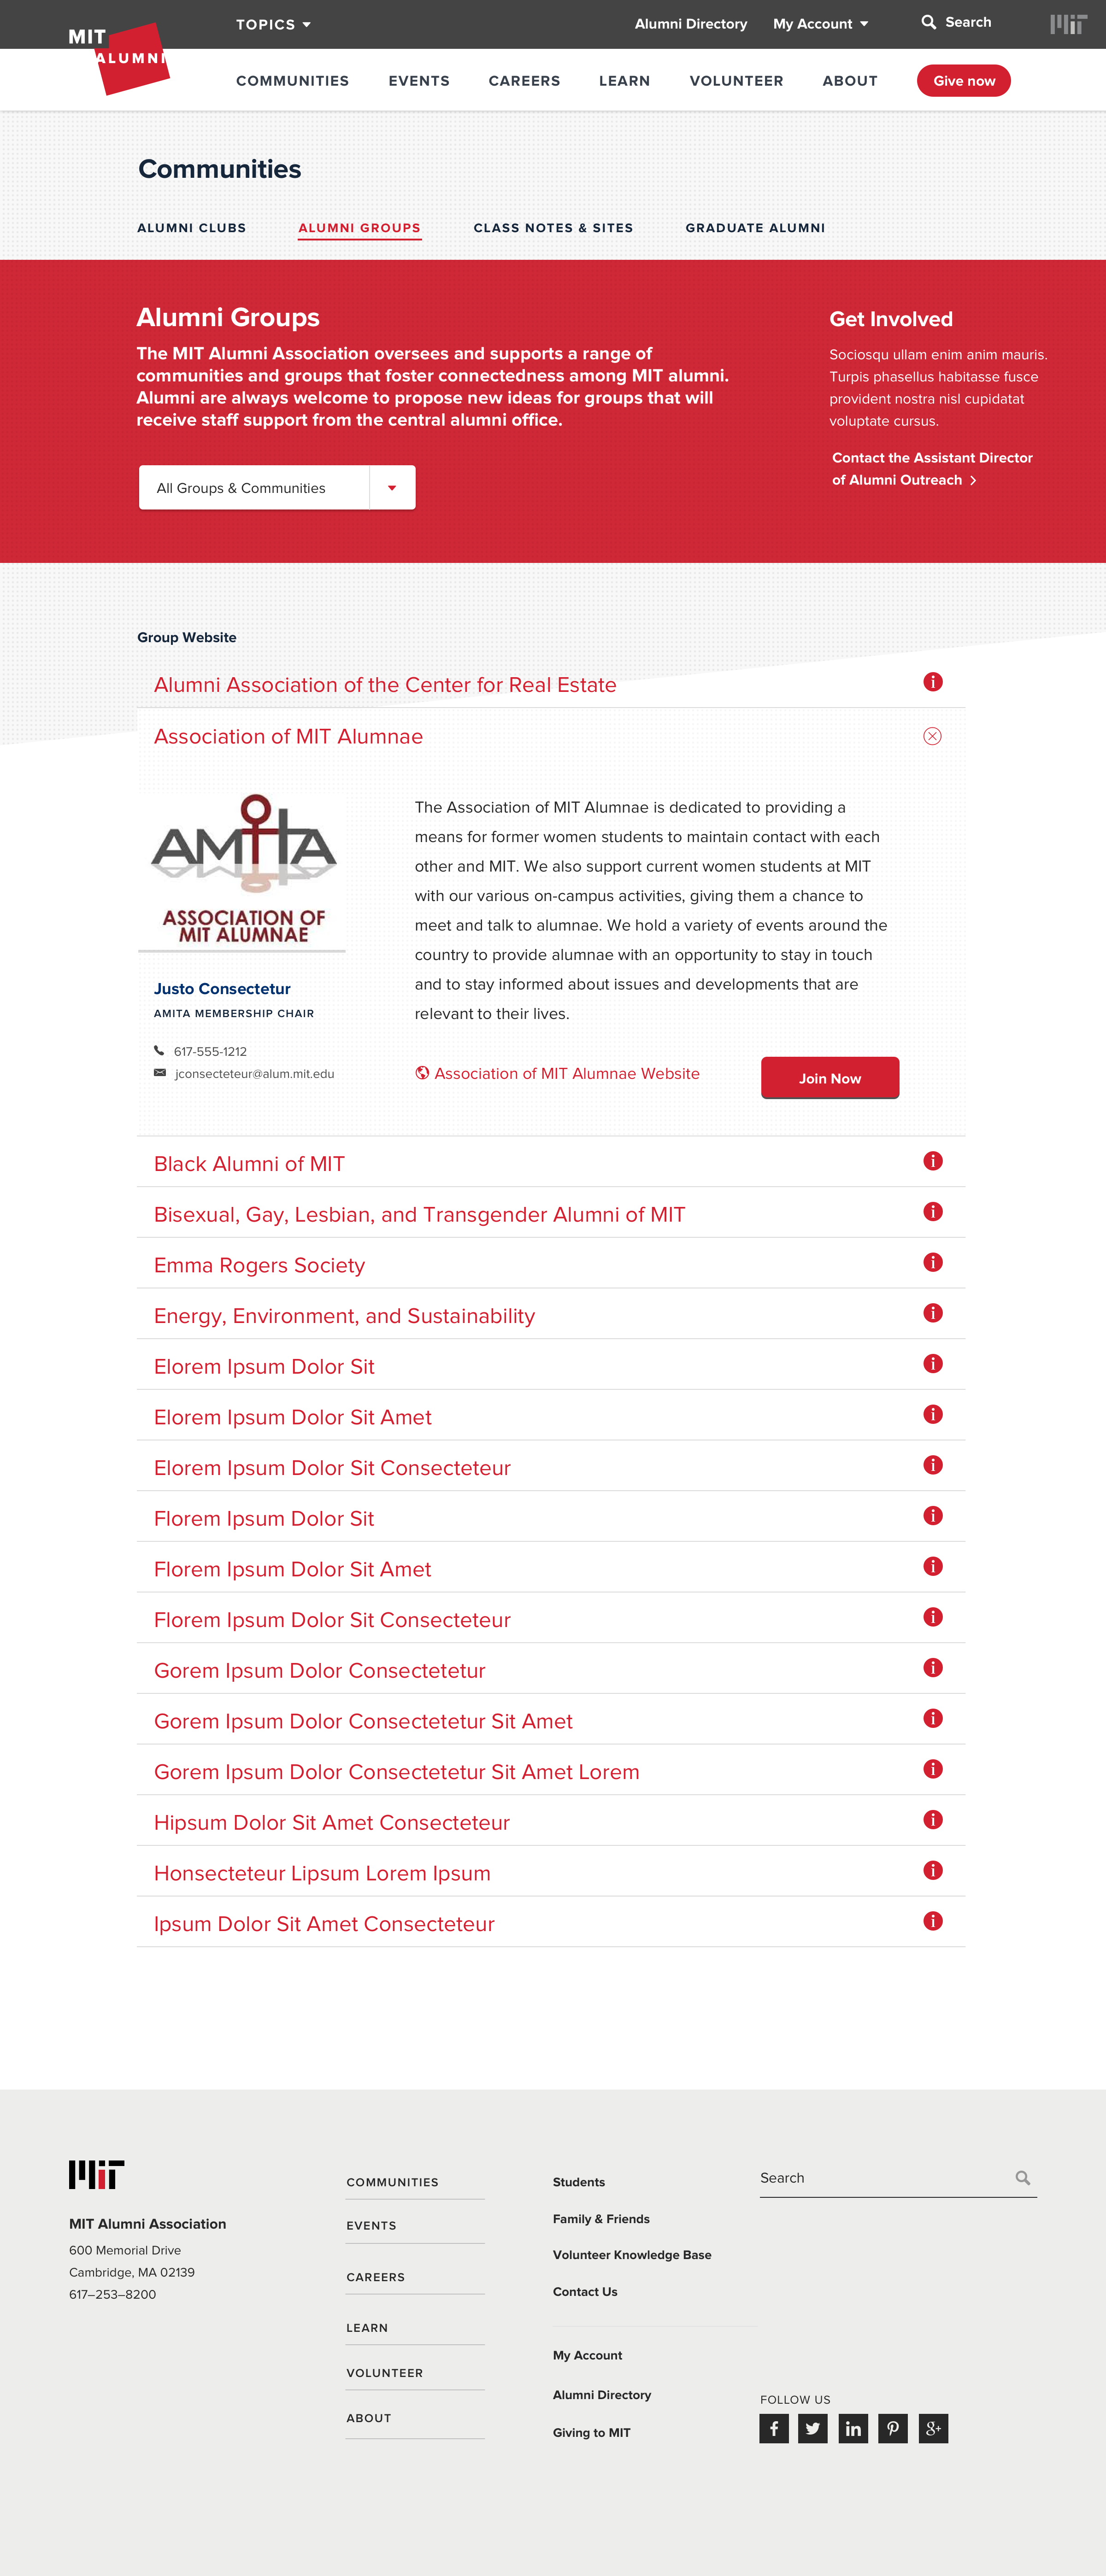 MIT
ALUMNI
TOPICS
Alumni Directory
My Account
Search
COMMUNITIES
EVENTS
CAREERS
LEARN
VOLUNTEER
ABOUT
Give now
Communities
ALUMNI CLUBS
ALUMNI GROUPS
CLASS NOTES & SITES
GRADUATE ALUMNI
Alumni Groups
The MIT Alumni Association oversees and supports a range of
communities and groups that foster connectedness among MIT alumni.
Alumni are always welcome to propose new ideas for groups that will
receive staff support from the central alumni office.
All Groups & Communities
Get Involved
Sociosqu ullam enim anim mauris.
Turpis phasellus habitasse fusce
provident nostra nisl cupidatat
voluptate cursus.
Contact the Assistant Director
of Alumni Outreach
Group Website
Alumni Association of the Center for Real Estate
Association of MIT Alumnae
AMITA
ASSOCIATION OF
MIT ALUMNAE
Justo Consectetur
AMITA MEMBERSHIP CHAIR
617-555-1212
jconsecteteur@alum.mit.edu
The Association of MIT Alumnae is dedicated to providing a
means for former women students to maintain contact with each
other and MIT. We also support current women students at MIT
with our various on-campus activities, giving them a chance to
meet and talk to alumnae. We hold a variety of events around the
country to provide alumnae with an opportunity to stay in touch
and to stay informed about issues and developments that are
relevant to their lives.
Association of MIT Alumnae Website
Join Now
Black Alumni of MIT
Bisexual, Gay, Lesbian, and Transgender Alumni of MIT
Emma Rogers Society
Energy, Environment, and Sustainability
Elorem Ipsum Dolor Sit
Elorem Ipsum Dolor Sit Amet
Elorem Ipsum Dolor Sit Consecteteur
Florem Ipsum Dolor Sit
Florem Ipsum Dolor Sit Amet
Florem Ipsum Dolor Sit Consecteteur
Gorem Ipsum Dolor Consectetetur
Gorem Ipsum Dolor Consectetetur Sit Amet
Gorem Ipsum Dolor Consectetetur Sit Amet Lorem
Hipsum Dolor Sit Amet Consecteteur
Honsecteteur Lipsum Lorem Ipsum
Ipsum Dolor Sit Amet Consecteteur
MIT Alumni Association
600 Memorial Drive
Cambridge, MA 02139
617–253–8200
COMMUNITIES
EVENTS
CAREERS
LEARN
VOLUNTEER
ABOUT
Students
Family & Friends
Volunteer Knowledge Base
Contact Us
My Account
Alumni Directory
Giving to MIT
Search
FOLLOW US